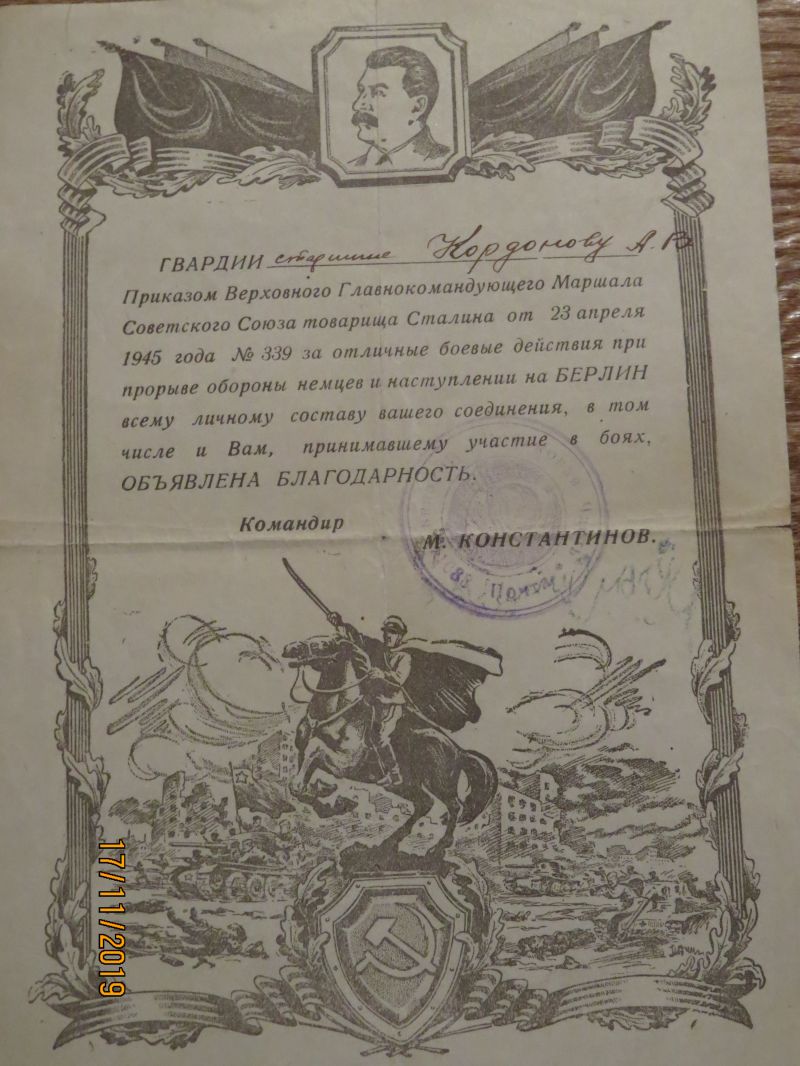 ГВАРДИИ старшине Кордонову А.
Приказом Верховного Главнокомандующего Маршала
Советского Союза товарища Сталина от 23 апреля
1945 года № 339 за отличные боевые действия при
прорыве обороны немцев и наступлении на БЕРЛИН
всему личному составу вашего соединения, в том
числе и Вам, принимавшему участие в боях,
ОБЪЯВЛЕНА БЛАГОДАРНОСТЬ.
Командир
М. КОНСТАНТИНОВ.
17/11/2019